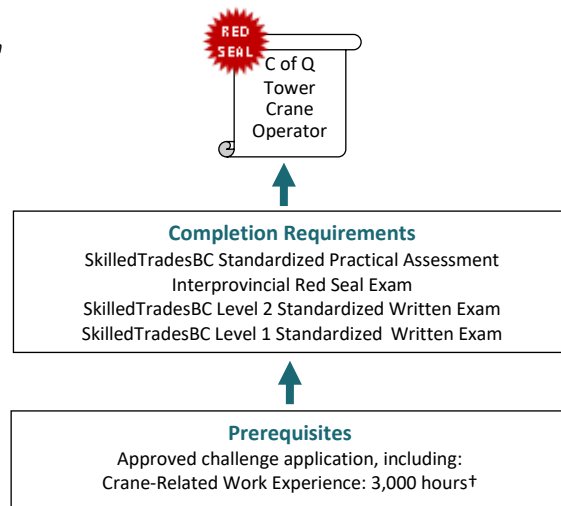 RED
SEAL
C of Q
Tower
Crane
Operator
Completion Requirements
SkilledTradesBC Standardized Practical Assessment
Interprovincial Red Seal Exam
SkilledTradesBC Level 2 Standardized Written Exam
SkilledTradesBC Level 1 Standardized Written Exam
Prerequisites
Approved challenge application, including:
Crane-Related Work Experience: 3,000 hours†